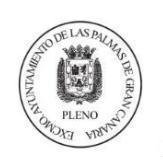 EXCMO. AYUNTAMIENTO DE LAS PALMAS DE GRAN CANARIA
PLENO